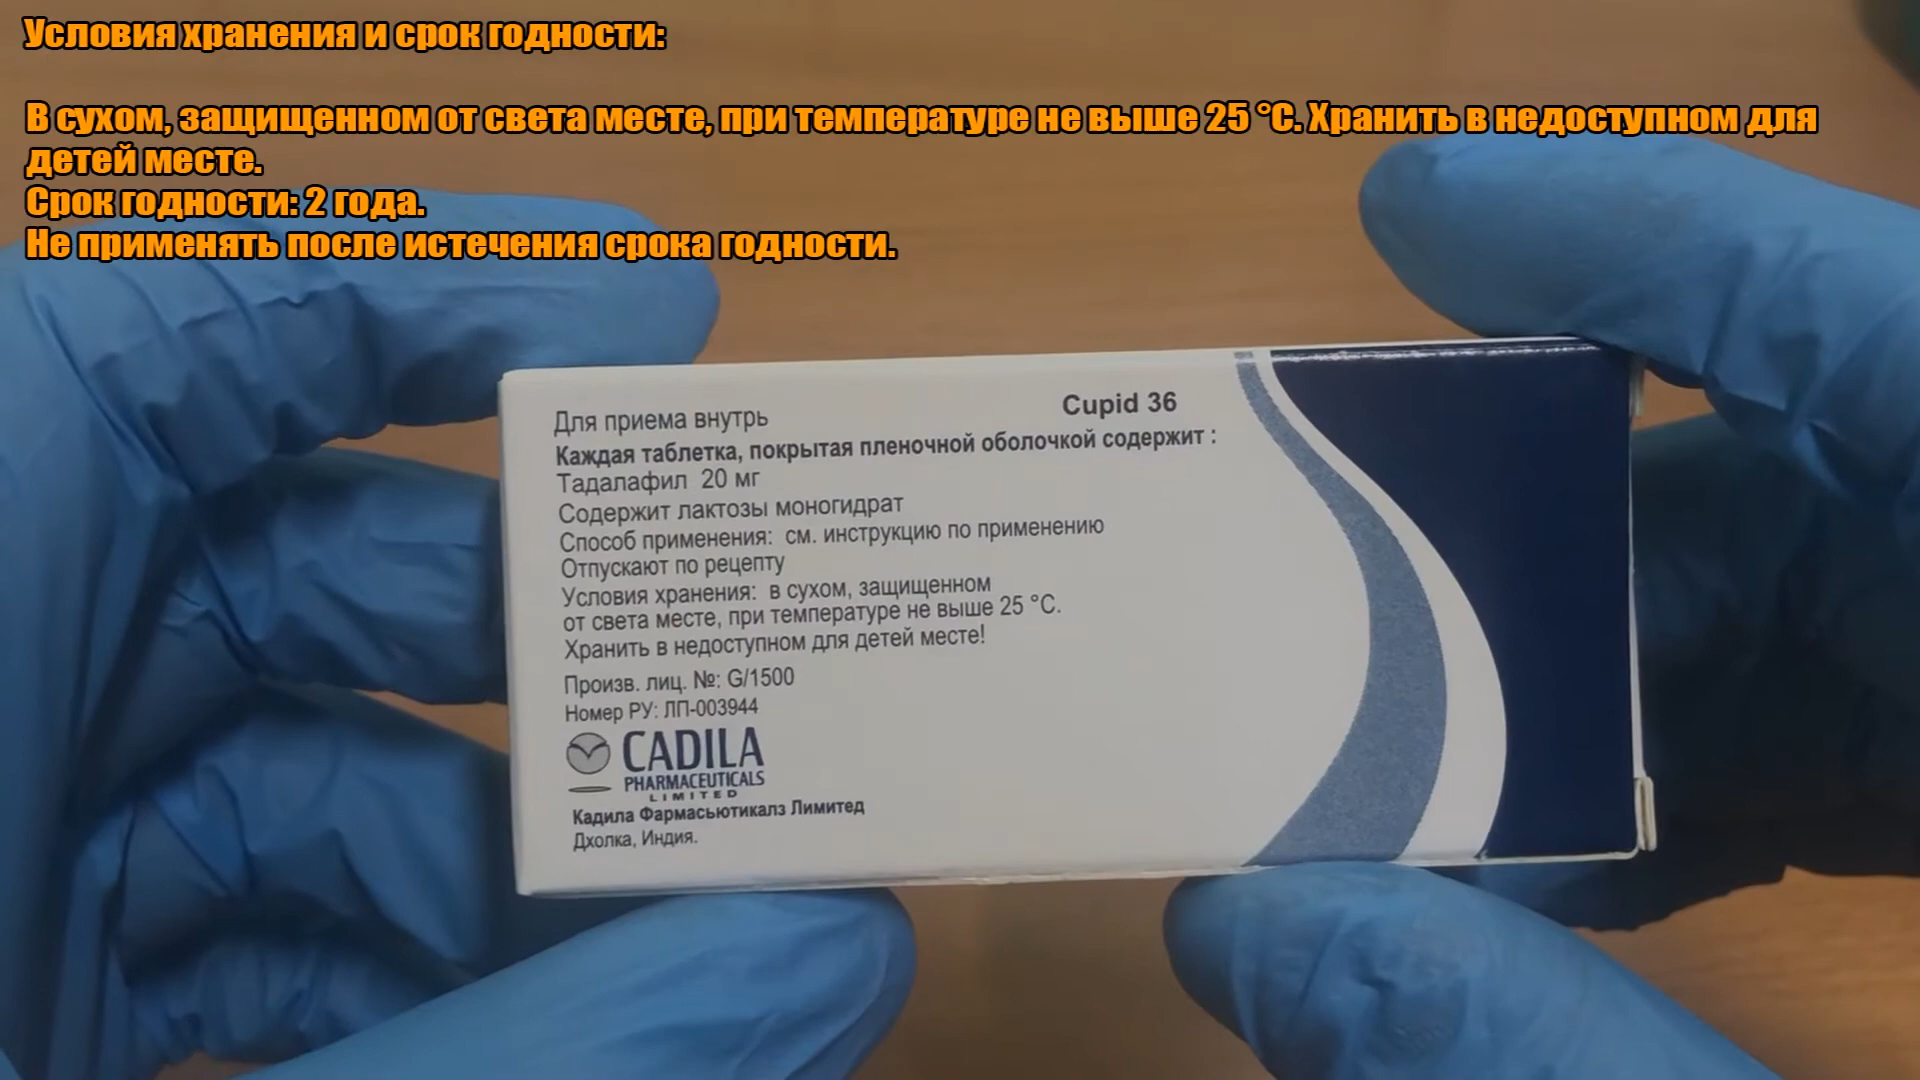 Условия хранения и срок годности:
В сухом, защищенном от света месте, при температуре не выше 25 °C. Хранить в недоступном для
детей месте.
Срок годности: 2 года.
Не применять после истечения срока годности.
Для приема внутрь
Cupid 36
Каждая таблетка, покрытая пленочной оболочкой содержит :
Тадалафил 20 мг
Содержит лактозы моногидрат
Способ применения: см. инструкцию по применению
Отпускают по рецепту
Условия хранения: в сухом, защищенном
от света месте, при температуре не выше 25 °C.
Хранить в недоступном для детей месте!
Произв. лиц. №: G/1500
Номер РУ: ЛП-003944
CADILA
PHARMACEUTICALS
LIMITED
Кадила Фармасьютикалз Лимитед
Дхолка, Индия.